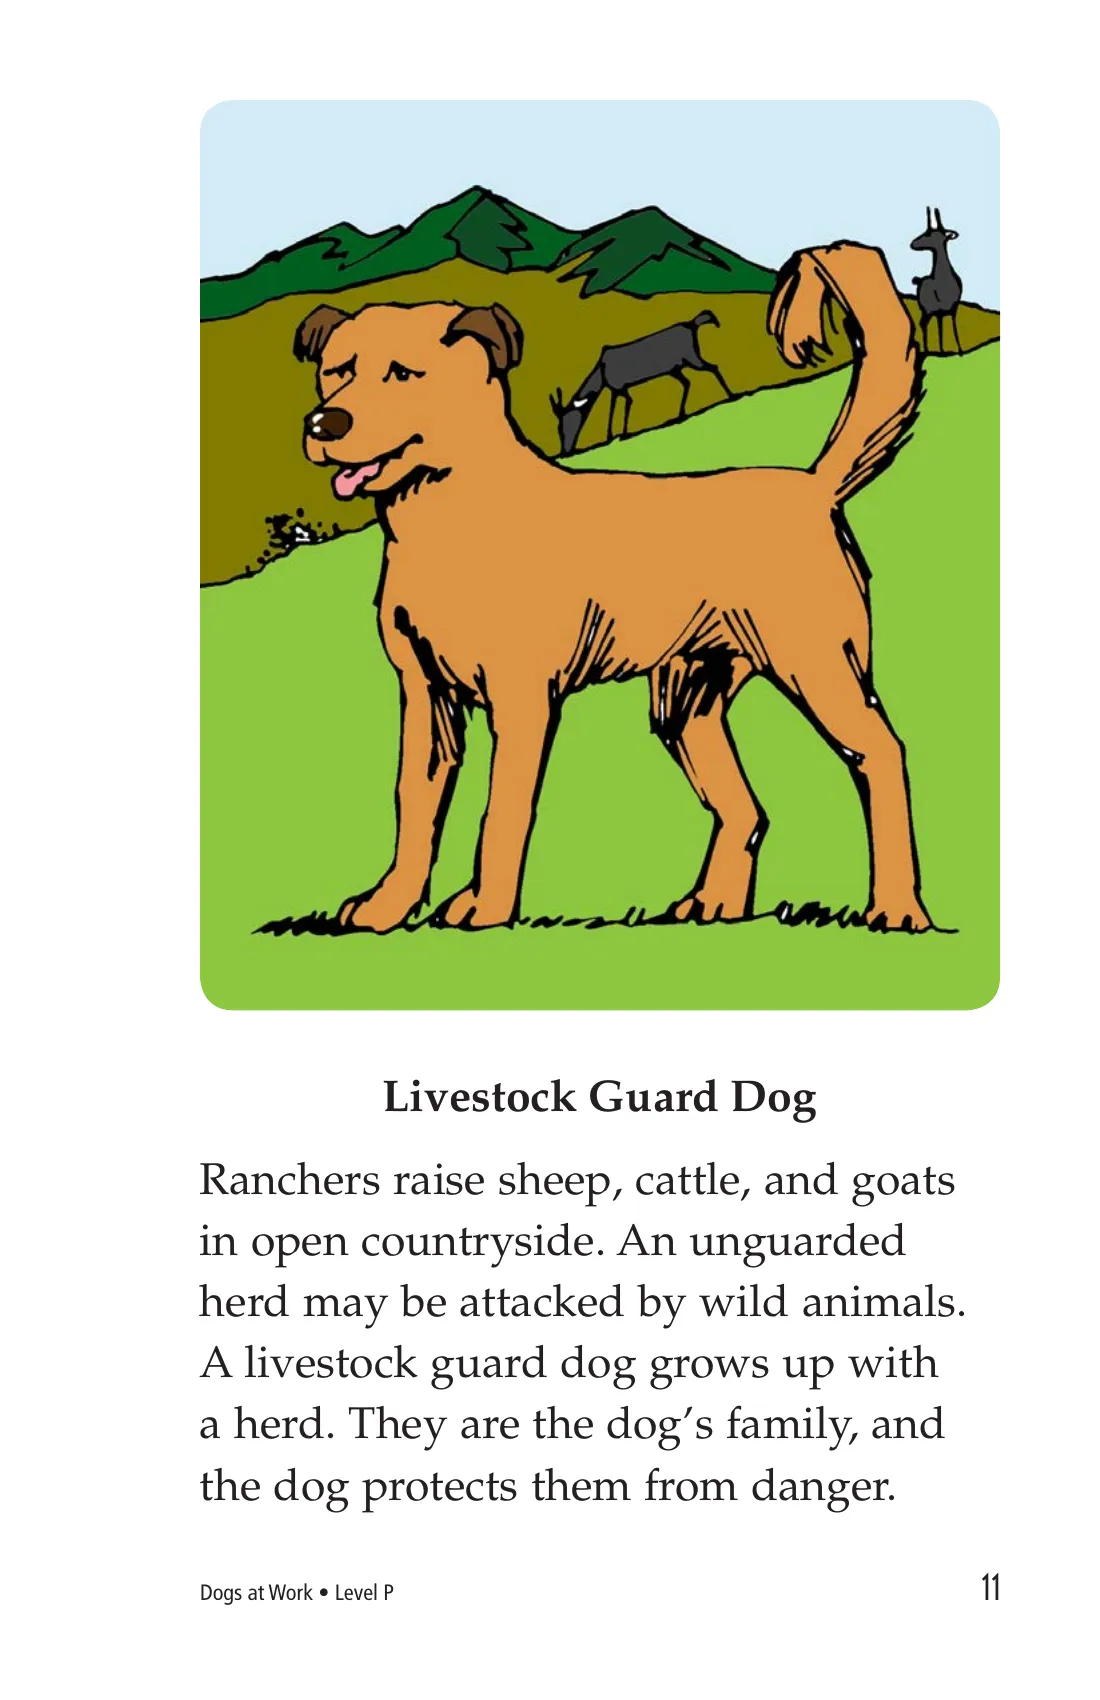 Livestock Guard Dog
Ranchers raise sheep, cattle, and goats
in open countryside. An unguarded
herd may be attacked by wild animals.
A livestock guard dog grows up with
a herd. They are the dog’s family, and
the dog protects them from danger.
Dogs at Work • Level P
11